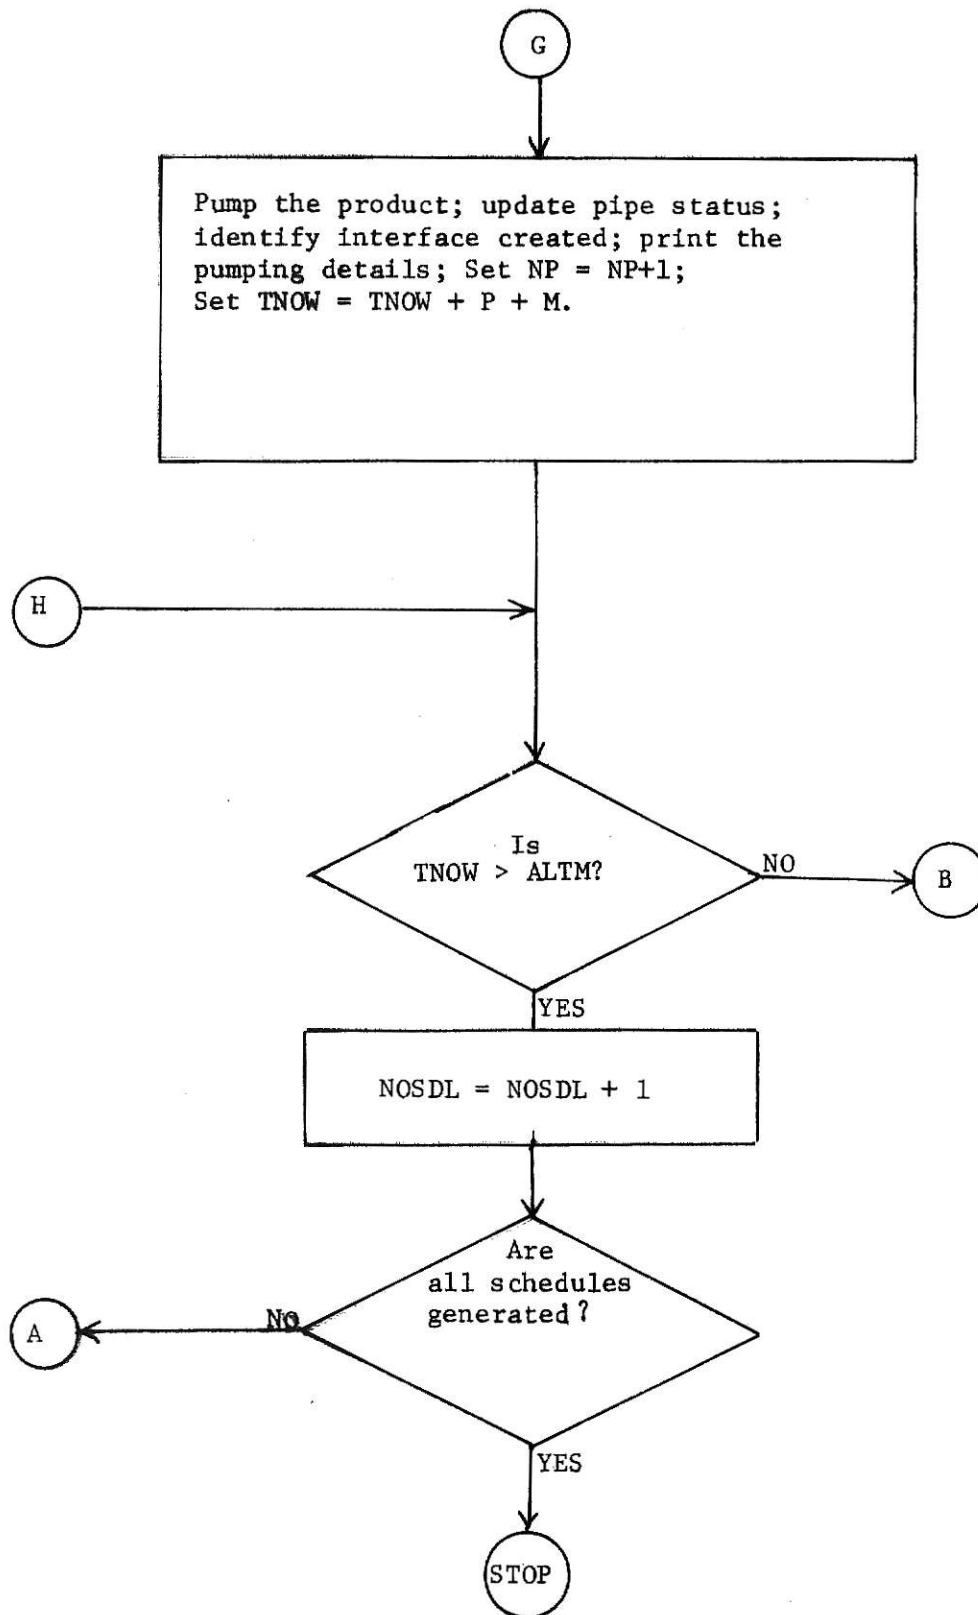 G
Pump the product; update pipe status;
identify interface created; print the
pumping details; Set NP = NP+1;
Set TNOW = TNOW + P + M.
H
Is
TNOW > ALTM?
NO
B
YES
NOSDL = NOSDL + 1
Are
all schedules
generated?
No
A
YES
STOP